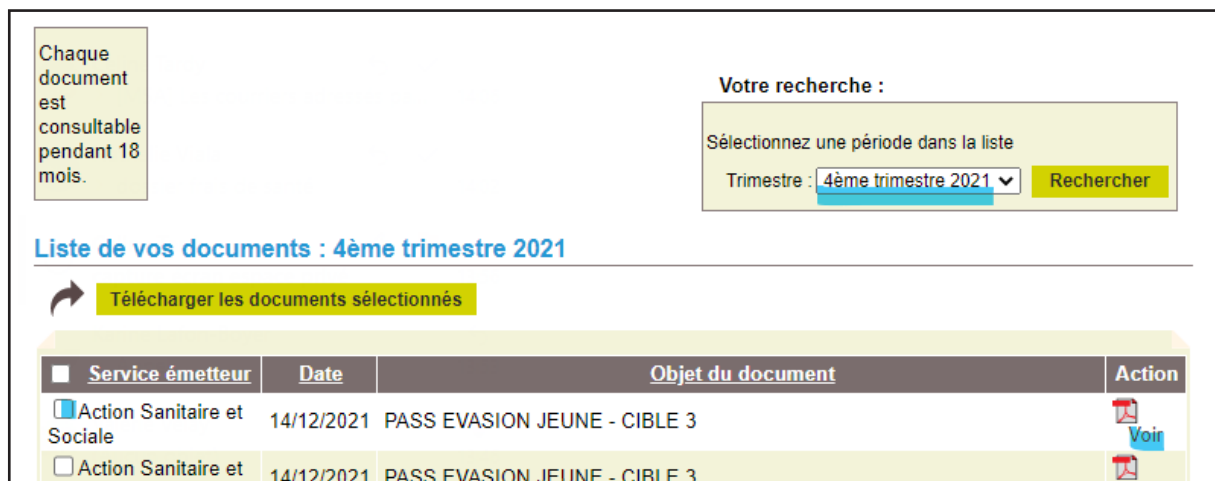 Chaque
document
est
consultable
pendant 18
mois.
Votre recherche :
Sélectionnez une période dans la liste
Trimestre : 4ème trimestre 2021 Rechercher
Liste de vos documents : 4ème trimestre 2021
Télécharger les documents sélectionnés
Service émetteur Date Objet du document Action
Action Sanitaire et
Sociale 14/12/2021 PASS EVASION JEUNE - CIBLE 3 Voir
Action Sanitaire et
14/12/2021 PASS EVASION JEUNE - CIBLE 3